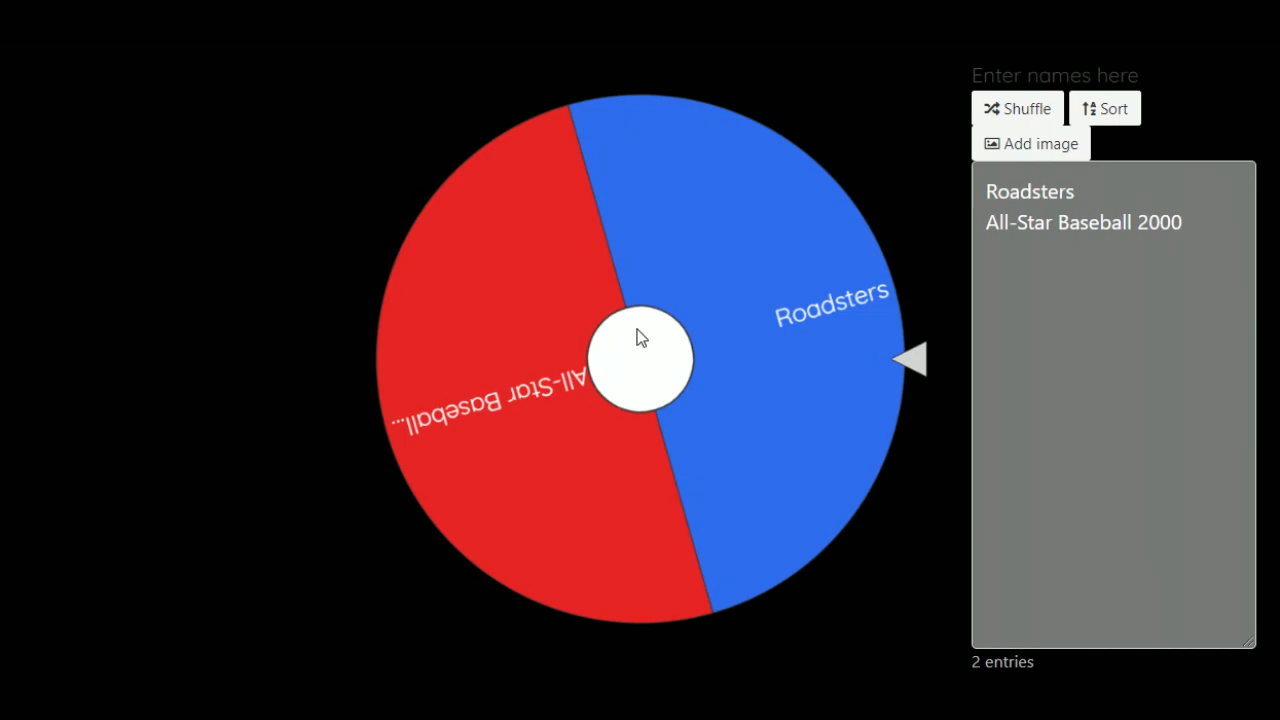 Enter names here
Shuffle
Sort
Add image
Roadsters
All-Star Baseball 2000
2 entries
Roadsters
All-Star Baseball...